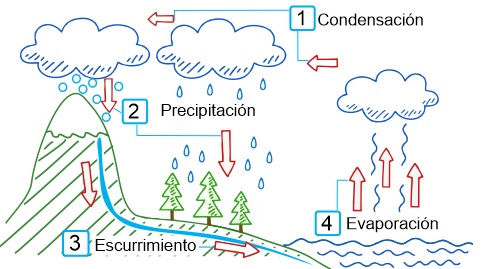 1 Condensación
2 Precipitación
3 Escurrimiento
4 Evaporación